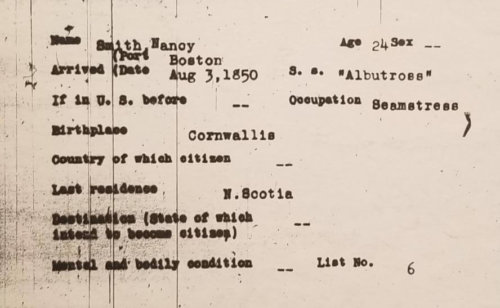 Name Smith, Nancy Age 24 Sex --
Arrived (Port Boston
(Date Aug 3, 1850 S. s. "Albutross"
If in U. S. before -- Occupation Seamstress
Birthplace Cornwallis
Country of which citizen --
Last residence N.Scotia
Destination (State of which --
intend to become citizen)
Mental and bodily condition -- List No. 6